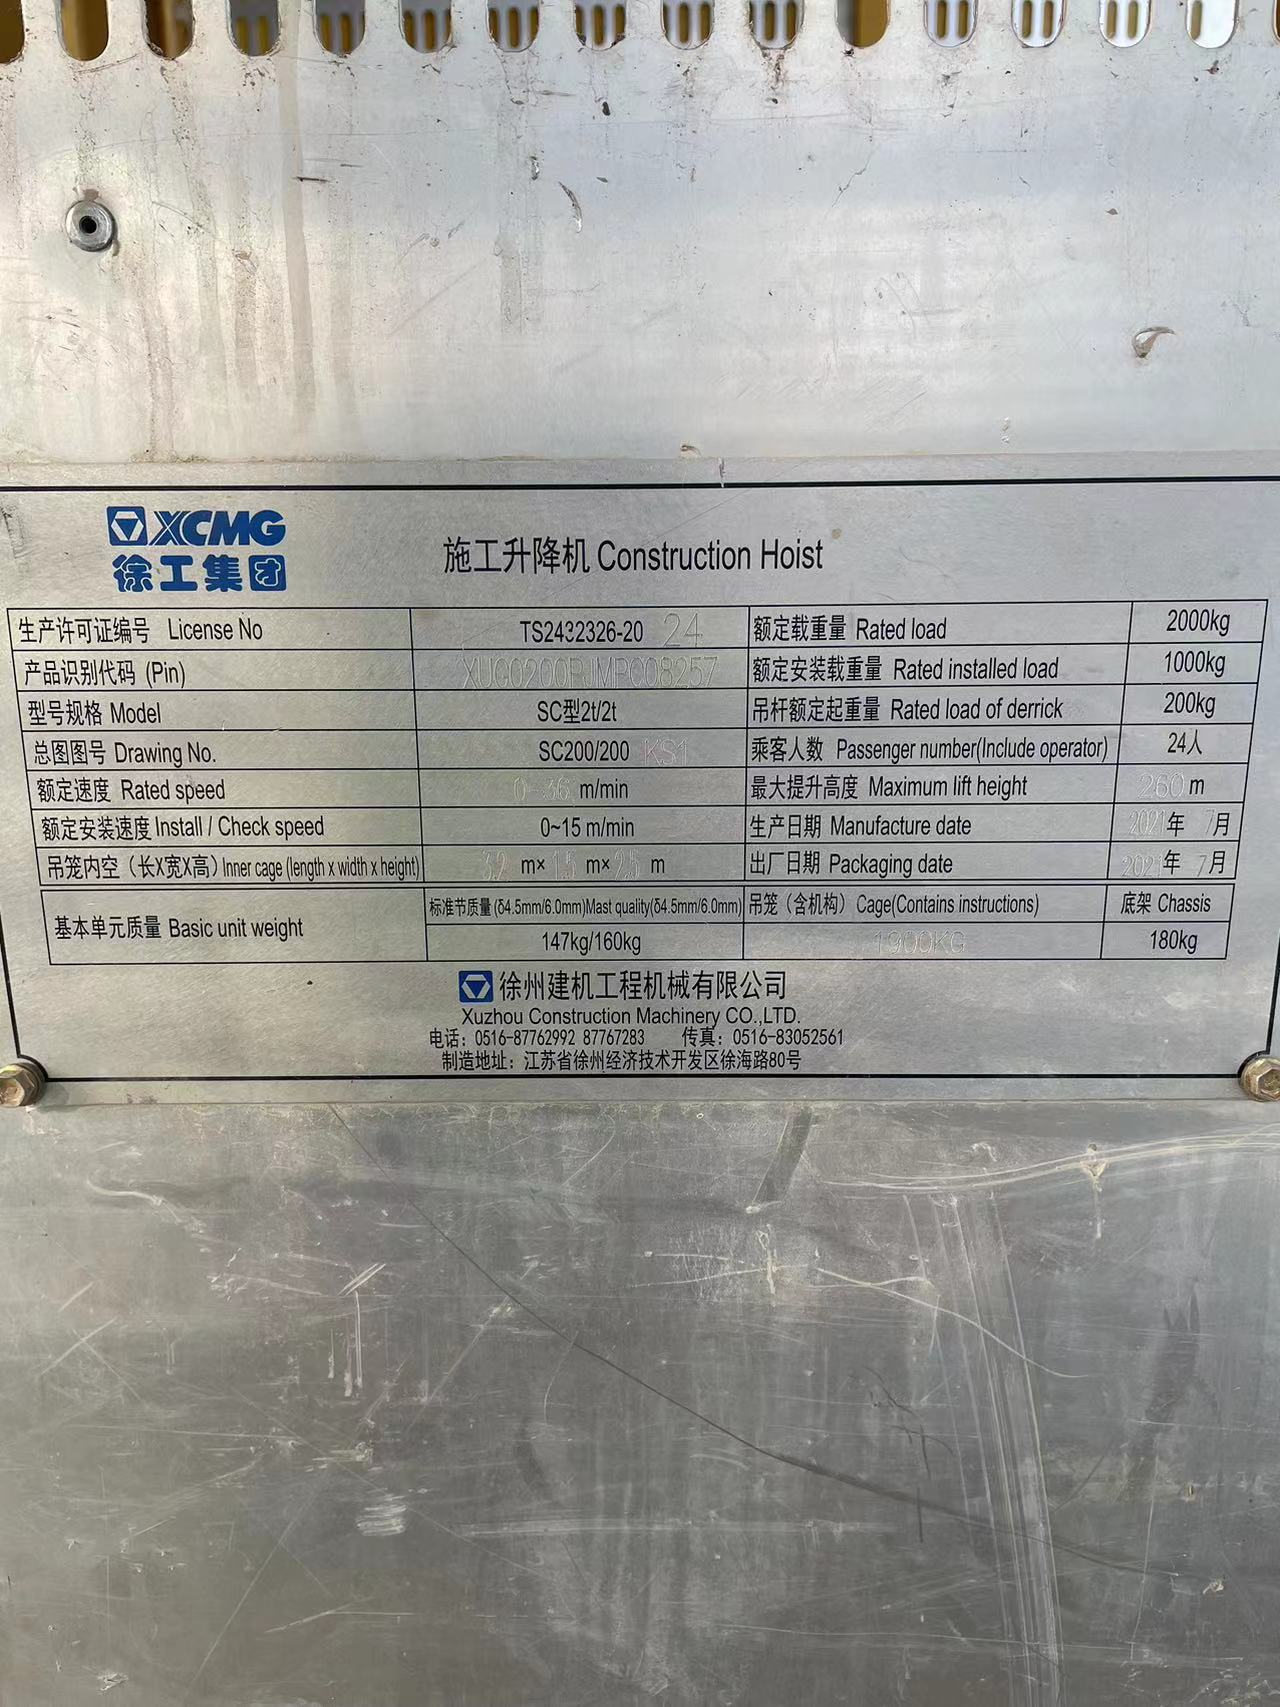 XCMG
徐工集团
施工升降机 Construction Hoist
生产许可证编号 License No TS2432326-20 24 额定载重量 Rated load 2000kg
产品识别代码 (Pin) 额定安装载重量 Rated installed load 1000kg
型号规格 Model SC型2t/2t 吊杆额定起重量 Rated load of derrick 200kg
总图图号 Drawing No. SC200/200 KS1 乘客人数 Passenger number(Include operator) 24人
额定速度 Rated speed 0-36 m/min 最大提升高度 Maximum lift height 260 m
额定安装速度 Install / Check speed 0~15 m/min 生产日期 Manufacture date 2021年 7月
吊笼内空（长X宽X高）Inner cage (length x width x height) 3.2 m× 1.5 m× 2.5 m 出厂日期 Packaging date 2021年 7月
基本单元质量 Basic unit weight 标准节质量 (δ4.5mm/6.0mm)Mast quality(δ4.5mm/6.0mm) 吊笼（含机构）Cage(Contains instructions) 底架 Chassis
147kg/160kg 1900KG 180kg
徐州建机工程机械有限公司
Xuzhou Construction Machinery CO.,LTD.
电话：0516-87762992 87767283 传真：0516-83052561
制造地址：江苏省徐州经济技术开发区徐海路80号